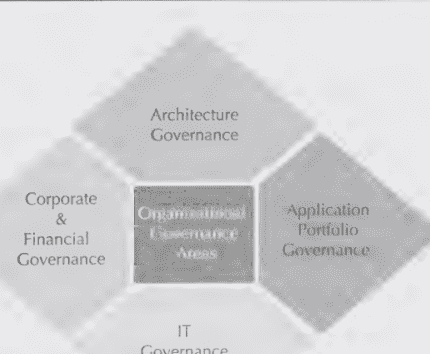 Architecture
Governance
Corporate
&
Financial
Governance
Organizational
Governance
Areas
Application
Portfolio
Governance
IT
Governance